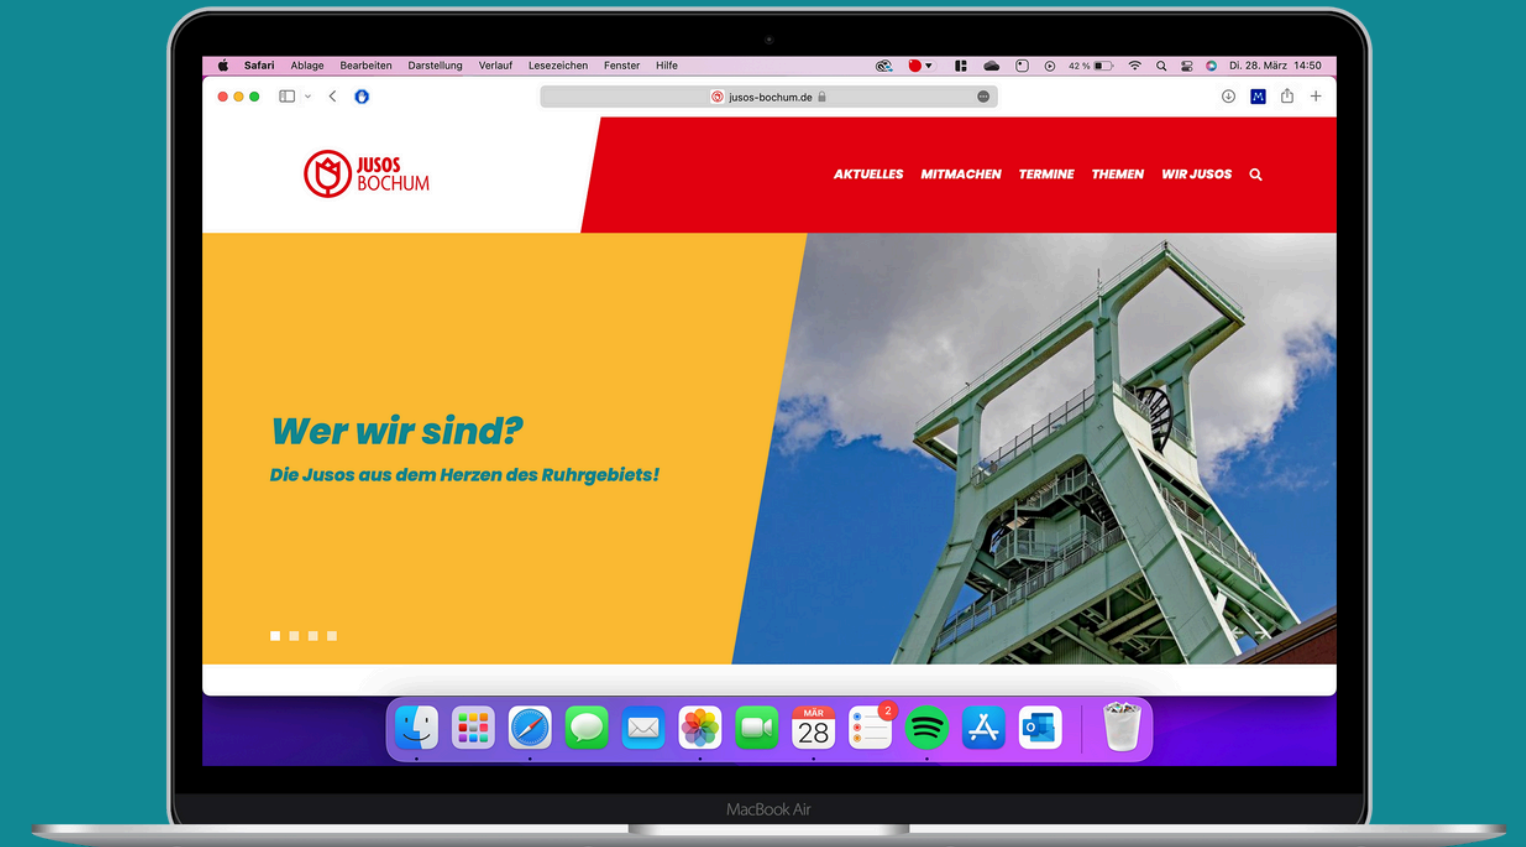 Safari Ablage Bearbeiten Darstellung Verlauf Lesezeichen Fenster Hilfe 42 % Di. 28. März 14:50
jusos-bochum.de
JUSOS
BOCHUM
AKTUELLES MITMACHEN TERMINE THEMEN WIR JUSOS
Wer wir sind?
Die Jusos aus dem Herzen des Ruhrgebiets!
MÄR
28
2
MacBook Air